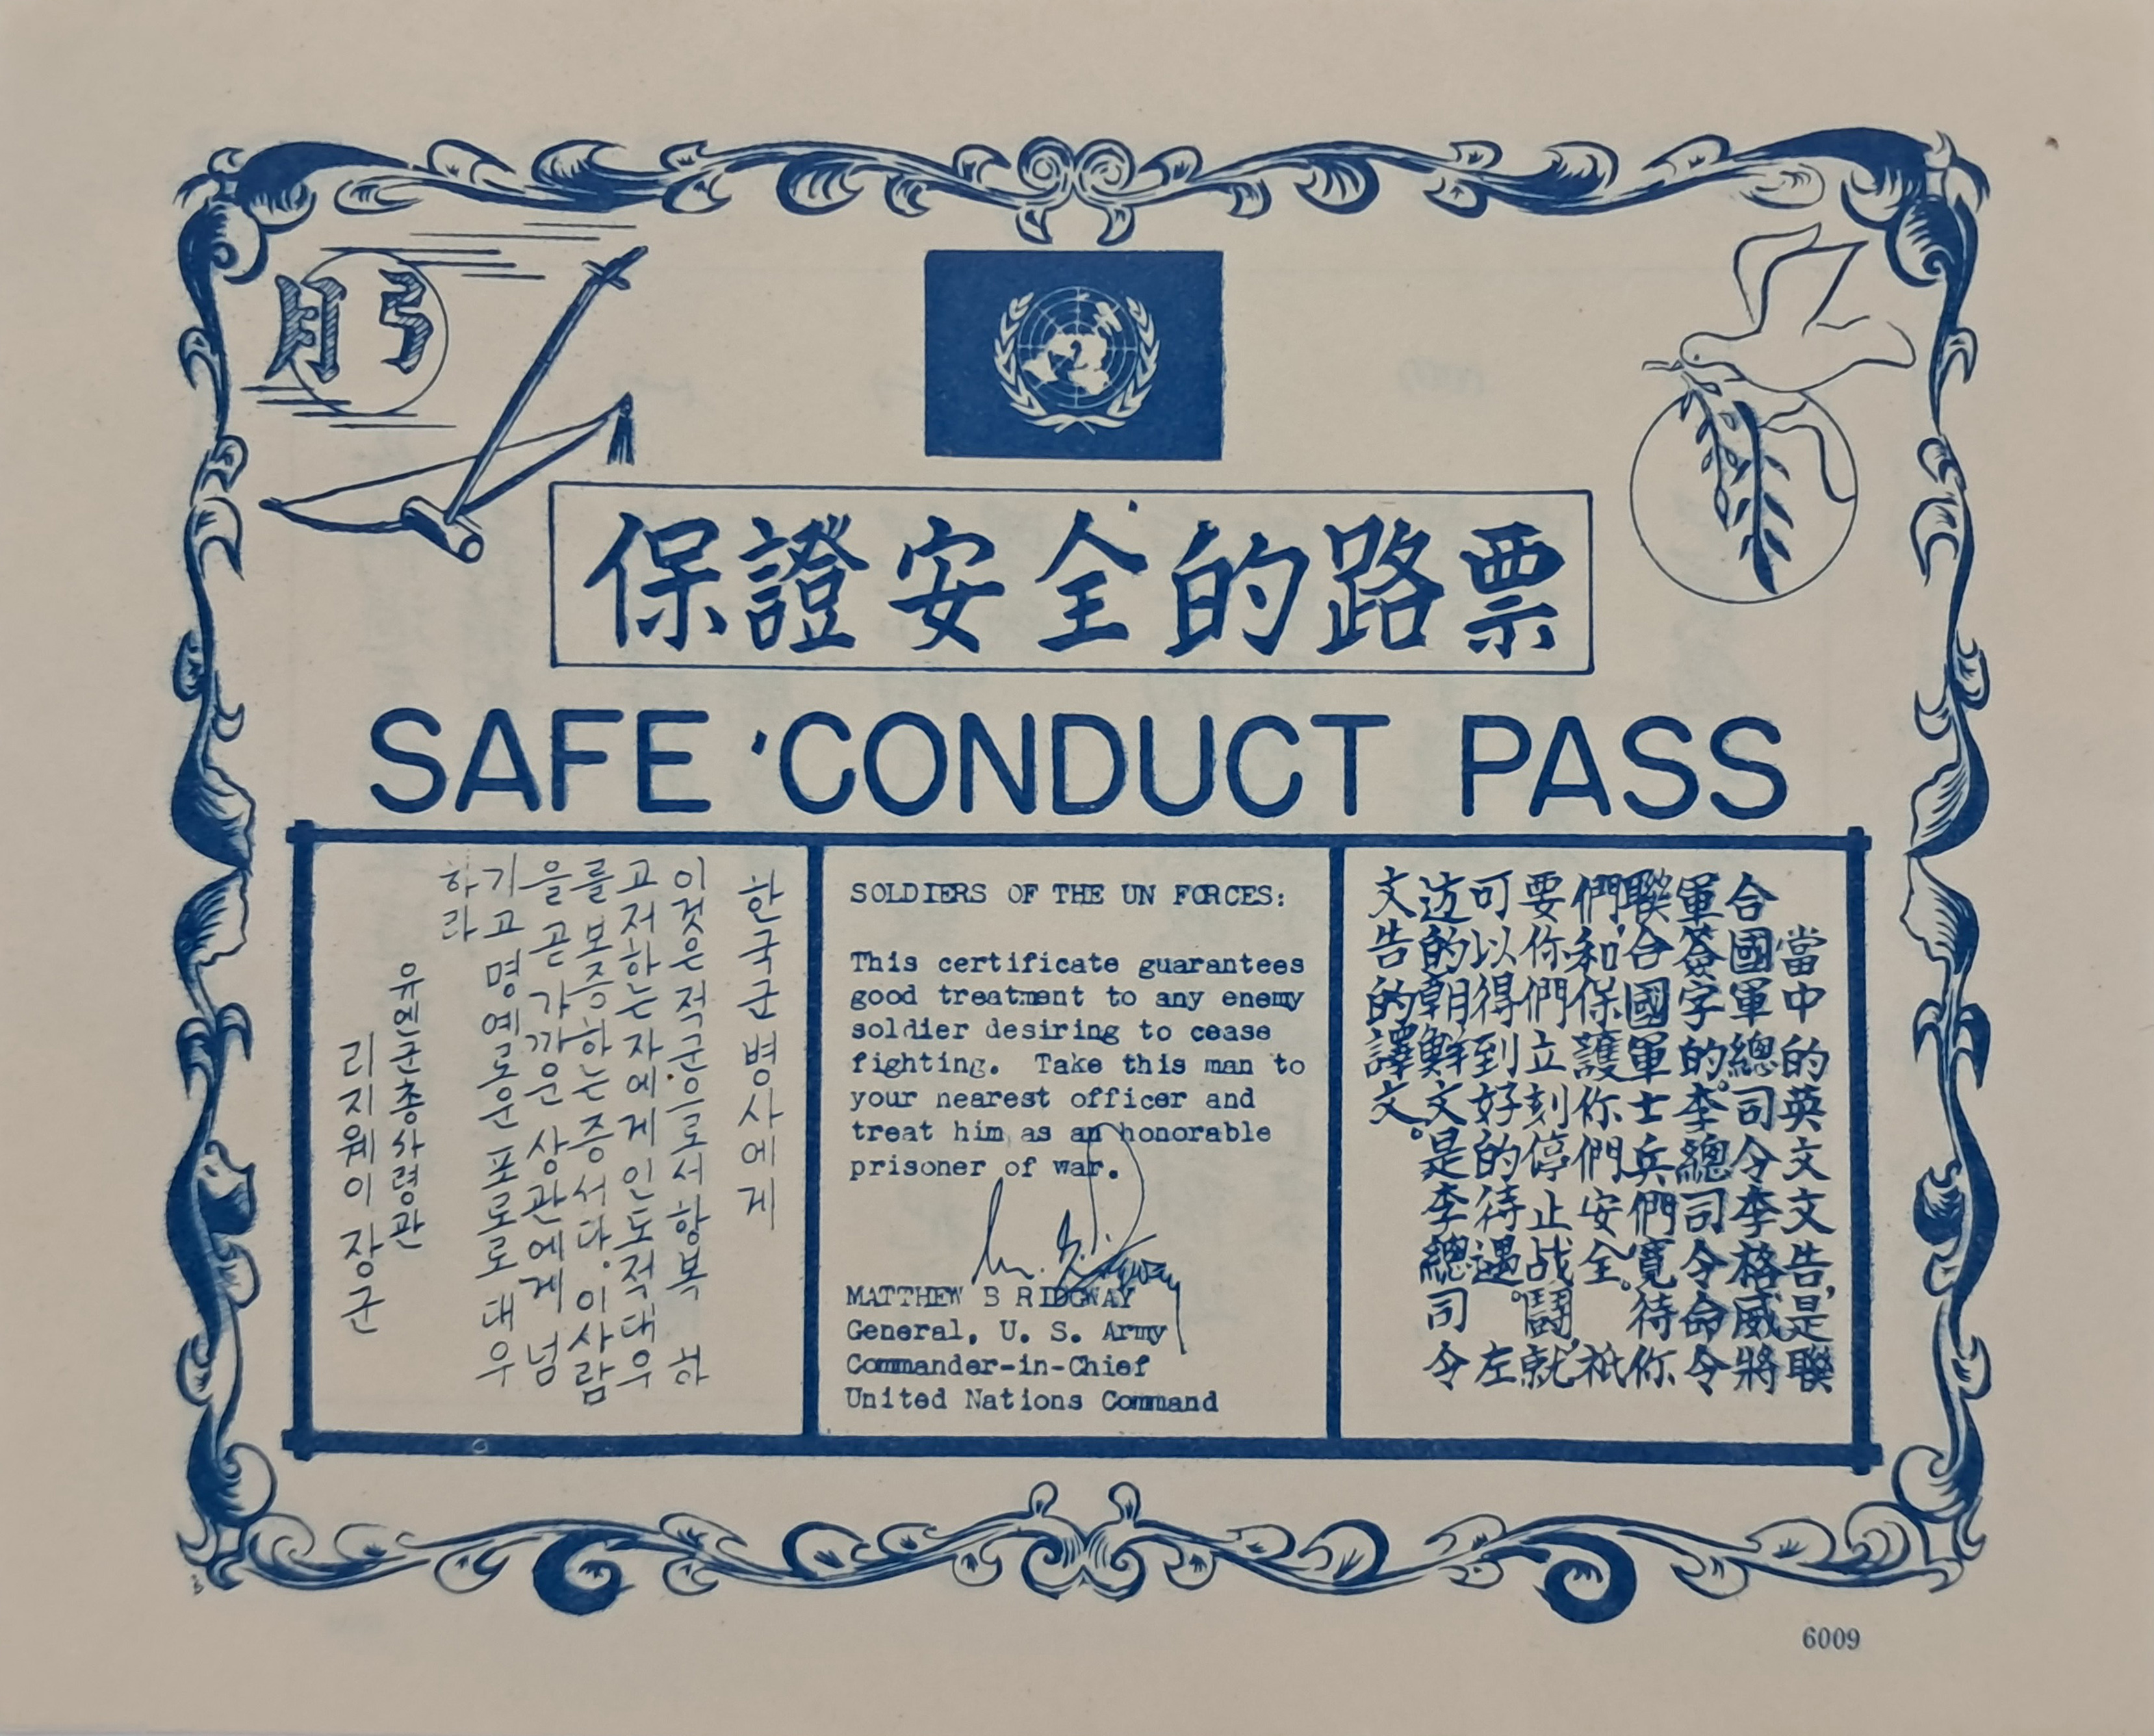 保證安全的路票
SAFE CONDUCT PASS
한국군병사에게
이것은적군으로서항복하
고저하는자에게인도적대우
를보증하는증서다.이사람
을곧가까운상관에게넘
기고명예로운포로로대우
하라
유엔군총사령관
리지웨이장군
SOLDIERS OF THE UN FORCES:
This certificate guarantees
good treatment to any enemy
soldier desiring to cease
fighting. Take this man to
your nearest officer and
treat him as an honorable
prisoner of war.
MATTHEW B RIDGWAY
General, U. S. Army
Commander-in-Chief
United Nations Command
當中的英文文告,是聯
合國軍總司令李格威將
軍簽字的。李總司令命令
聯合國軍士兵們寬待你
們,和保護你們安全。祇
要你們立刻停止战鬪,就
可以得到好的待遇。左
边的朝鮮文是李總司令
文告的譯文。
6009